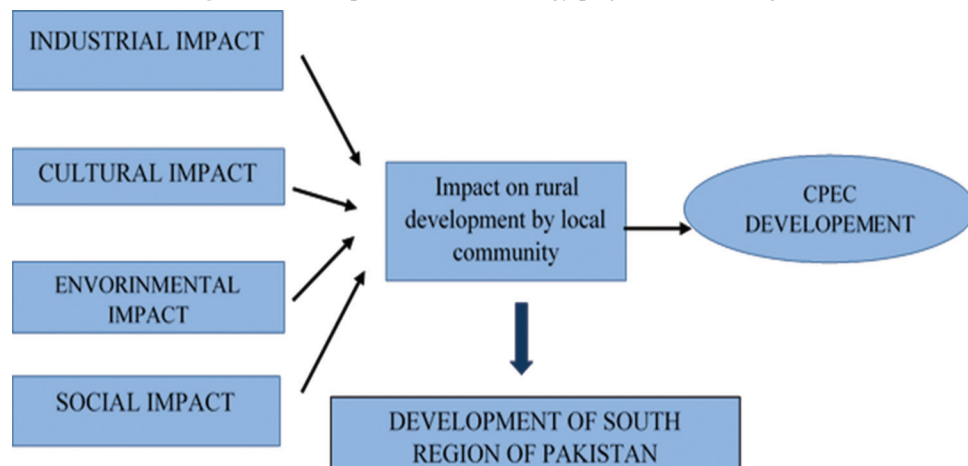 INDUSTRIAL IMPACT
CULTURAL IMPACT
ENVORINMENTAL
IMPACT
SOCIAL IMPACT
Impact on rural
development by local
community
CPEC
DEVELOPEMENT
DEVELOPMENT OF SOUTH
REGION OF PAKISTAN